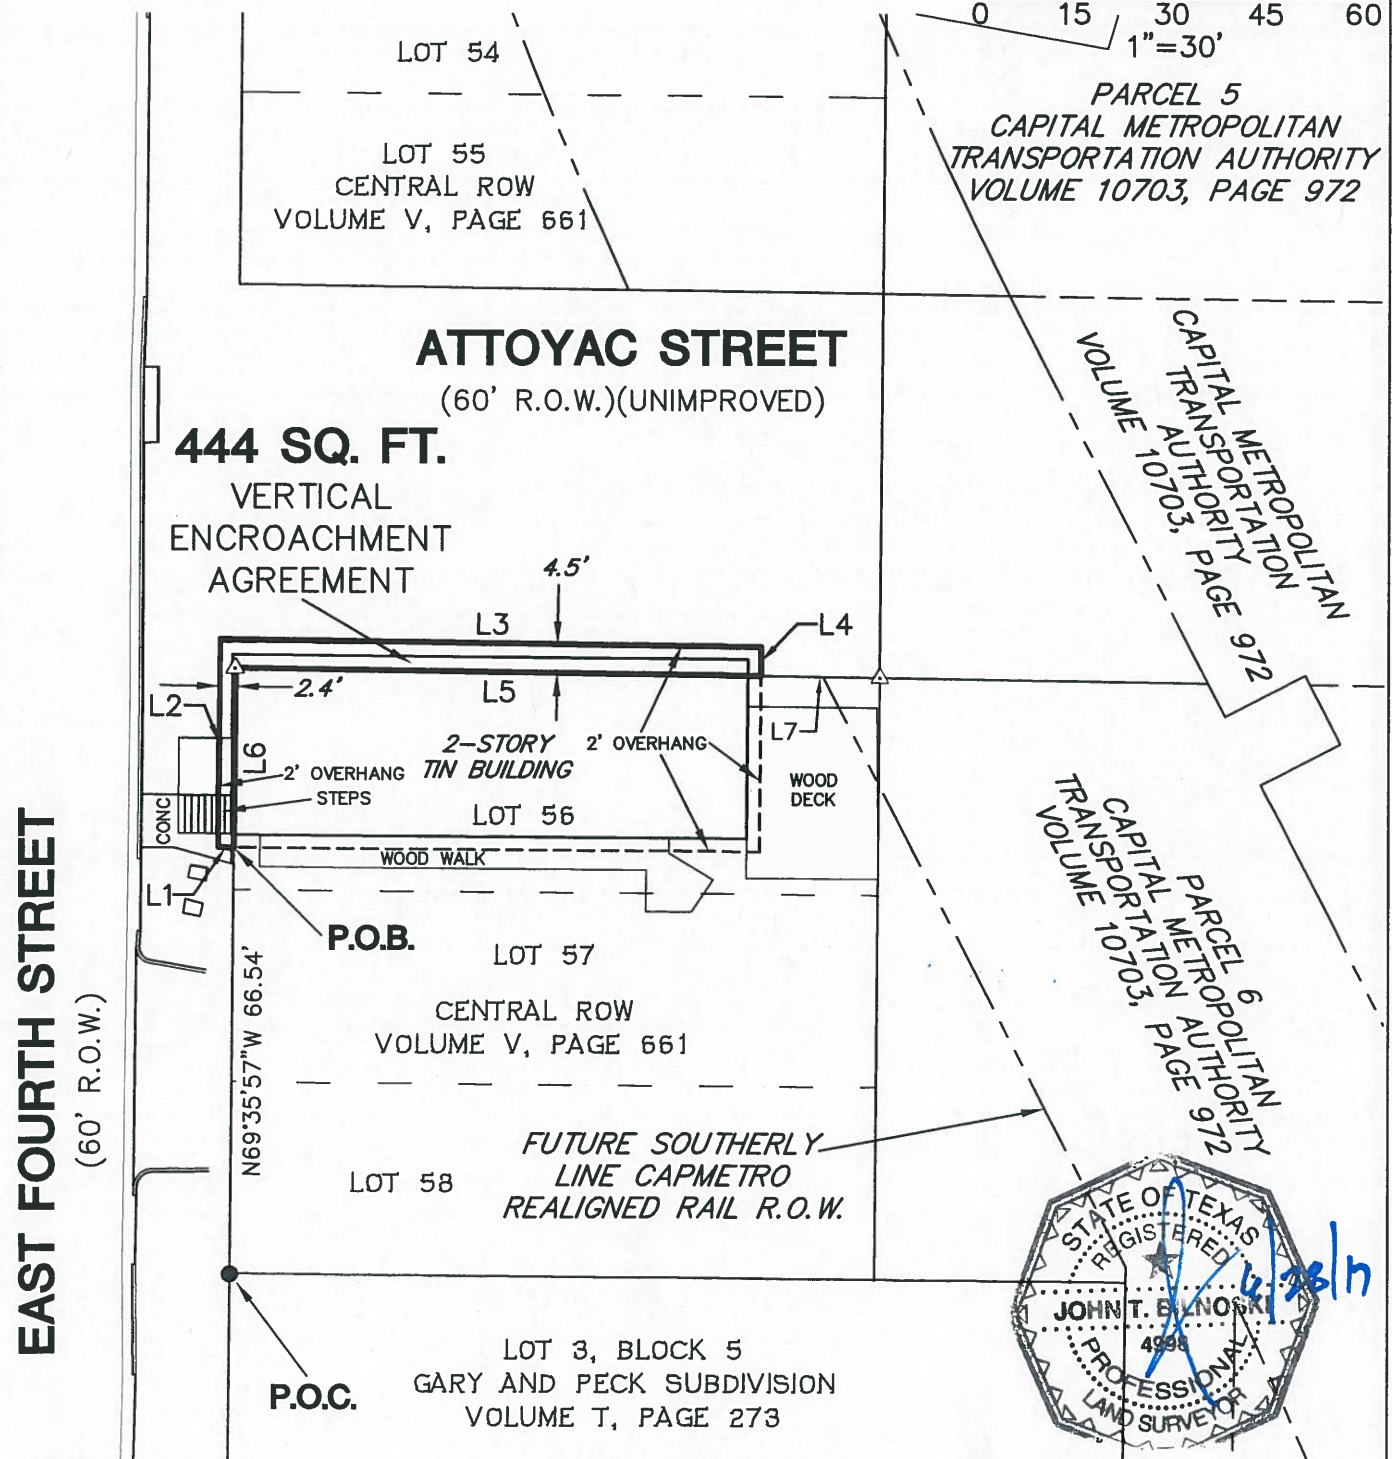 0 15 30 45 60
1"=30'
LOT 54
PARCEL 5
CAPITAL METROPOLITAN
TRANSPORTATION AUTHORITY
VOLUME 10703, PAGE 972
LOT 55
CENTRAL ROW
VOLUME V, PAGE 661
ATTOYAC STREET
(60' R.O.W.)(UNIMPROVED)
CAPITAL METROPOLITAN
TRANSPORTATION
AUTHORITY
VOLUME 10703, PAGE 972
444 SQ. FT.
VERTICAL
ENCROACHMENT
AGREEMENT
4.5'
L3
L4
2.4'
L5
L2
L6
L7
2-STORY
TIN BUILDING
2' OVERHANG
2' OVERHANG
STEPS
WOOD
DECK
LOT 56
CONC
WOOD WALK
L1
P.O.B.
LOT 57
CENTRAL ROW
VOLUME V, PAGE 661
PARCEL 6
CAPITAL METROPOLITAN
TRANSPORTATION AUTHORITY
VOLUME 10703, PAGE 972
EAST FOURTH STREET
(60' R.O.W.)
N69°35'57"W 66.54'
FUTURE SOUTHERLY
LINE CAPMETRO
REALIGNED RAIL R.O.W.
LOT 58
STATE OF TEXAS
REGISTERED
JOHN T. BILNOSKI
4998
PROFESSIONAL
LAND SURVEYOR
P.O.C.
LOT 3, BLOCK 5
GARY AND PECK SUBDIVISION
VOLUME T, PAGE 273